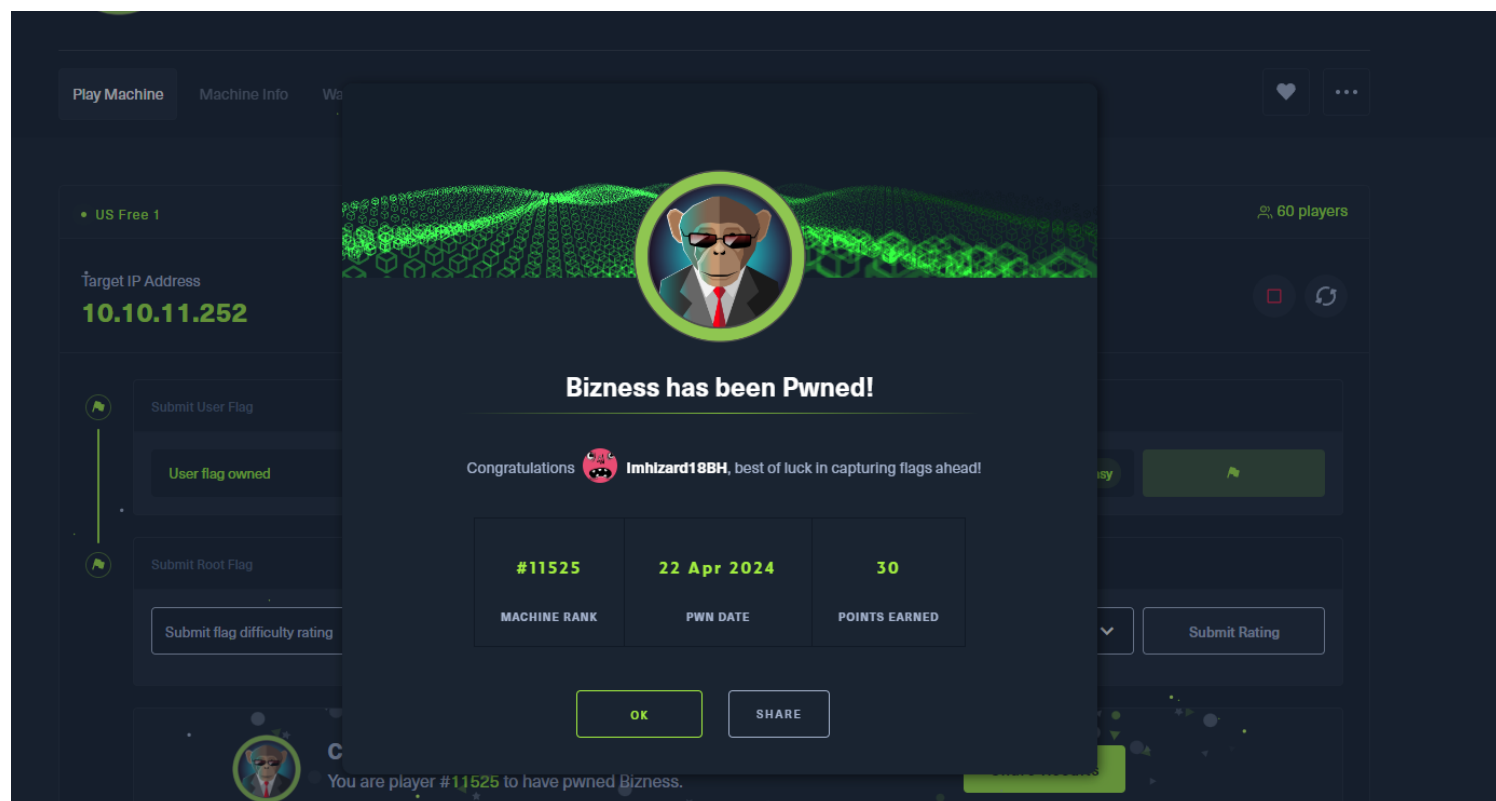 Play Machine Machine Info Wa
• US Free 1
60 players
Target IP Address
10.10.11.252
Bizness has been Pwned!
Submit User Flag
Congratulations Imhizard18BH, best of luck in capturing flags ahead!
User flag owned
#11525 22 Apr 2024 30
MACHINE RANK PWN DATE POINTS EARNED
Submit Root Flag
Submit flag difficulty rating
Submit Rating
OK SHARE
You are player #11525 to have pwned Bizness.